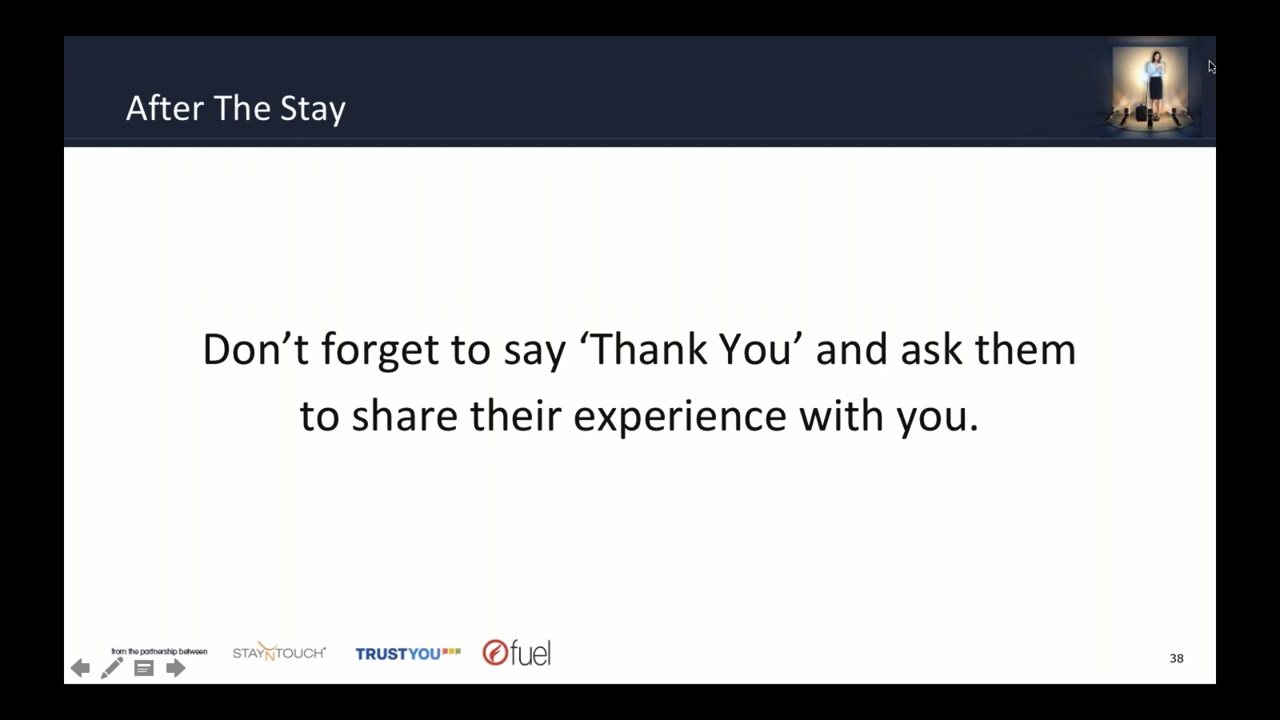 After The Stay
Don’t forget to say ‘Thank You’ and ask them
to share their experience with you.
from the partnership between
STAYNTOUCH
TRUSTYOU
fuel
38